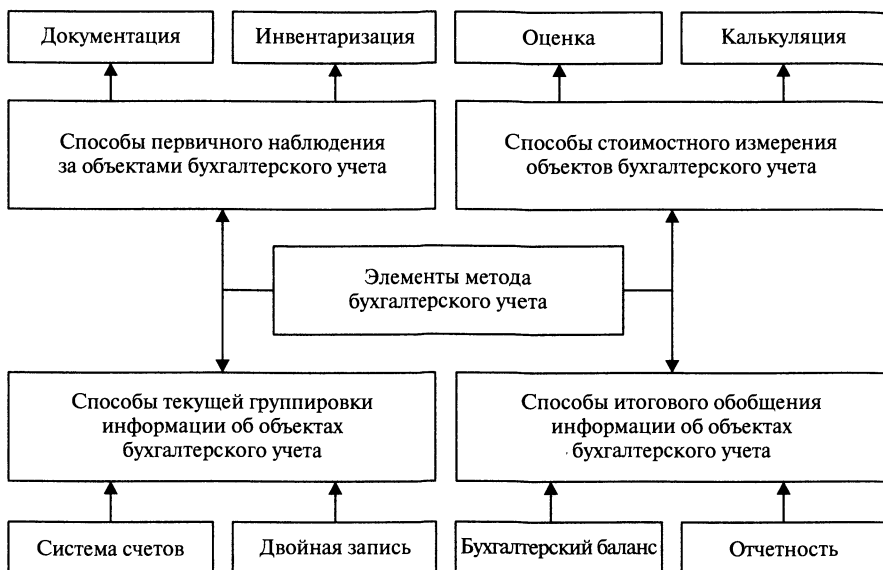 Документация
Инвентаризация
Оценка
Калькуляция
Способы первичного наблюдения
за объектами бухгалтерского учета
Способы стоимостного измерения
объектов бухгалтерского учета
Элементы метода
бухгалтерского учета
Способы текущей группировки
информации об объектах
бухгалтерского учета
Способы итогового обобщения
информации об объектах
бухгалтерского учета
Система счетов
Двойная запись
Бухгалтерский баланс
Отчетность